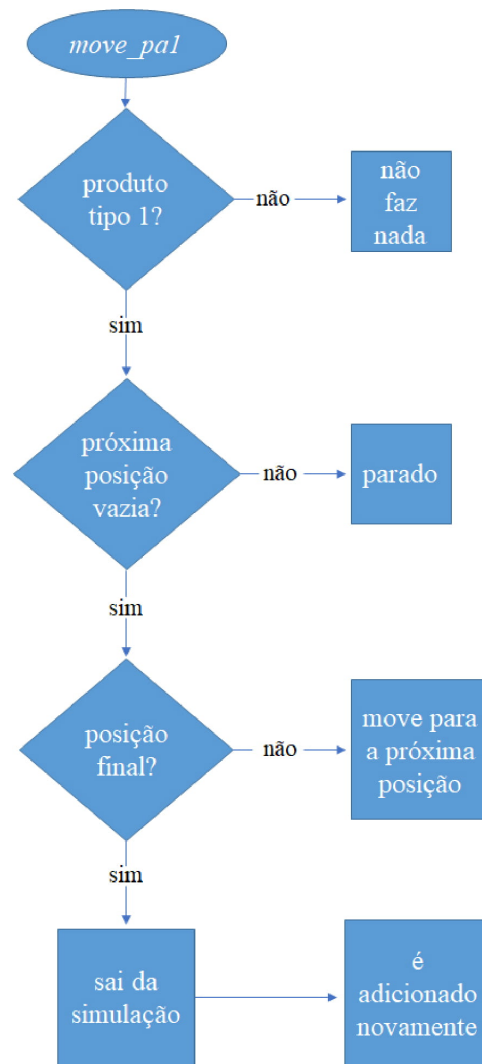 move_pa1
produto
tipo 1?
não
não
faz
nada
sim
próxima
posição
vazia?
não
parado
sim
posição
final?
não
move para
a próxima
posição
sim
sai da
simulação
é
adicionado
novamente